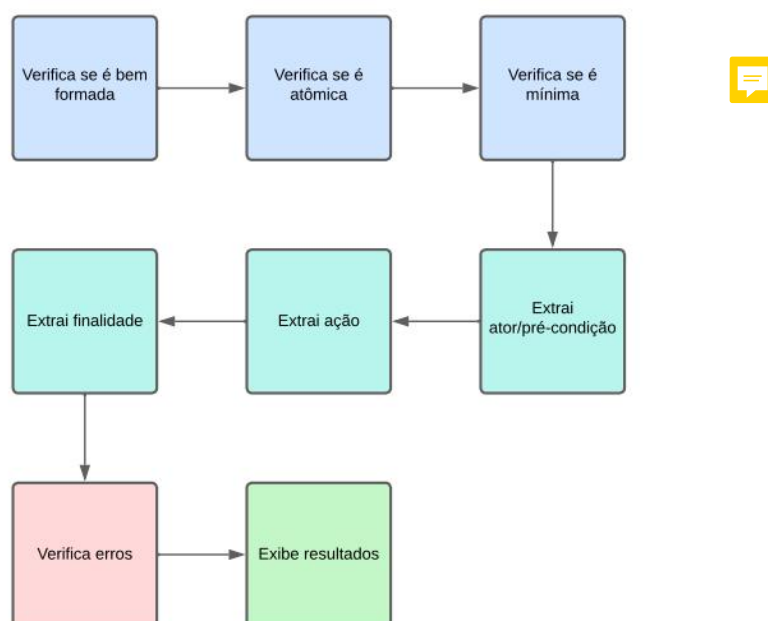 Verifica se é bem
formada
Verifica se é
atômica
Verifica se é
mínima
Extrai finalidade
Extrai ação
Extrai
ator/pré-condição
Verifica erros
Exibe resultados